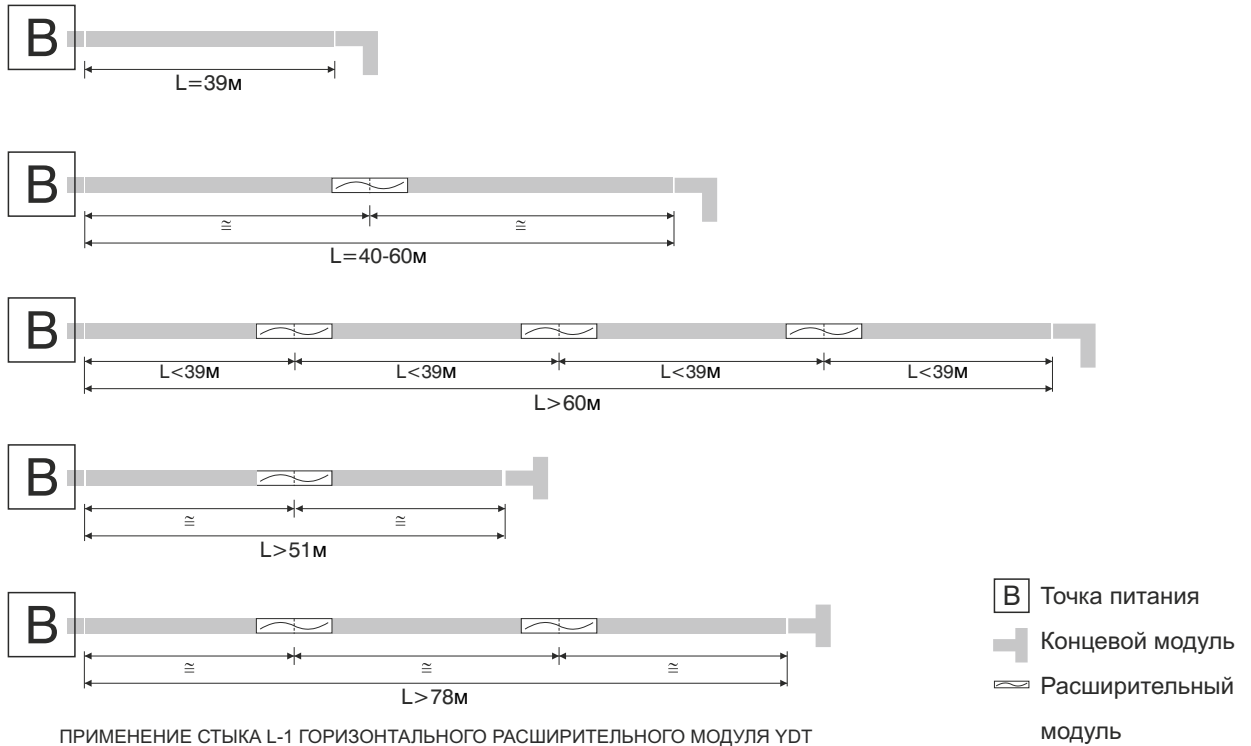 B
L=39м
B
≅ ≅
L=40-60м
B
L<39м L<39м L<39м L<39м
L>60м
B
≅ ≅
L>51м
B
≅ ≅ ≅
L>78м
B Точка питания
Концевой модуль
Расширительный
модуль
ПРИМЕНЕНИЕ СТЫКА L-1 ГОРИЗОНТАЛЬНОГО РАСШИРИТЕЛЬНОГО МОДУЛЯ YDT